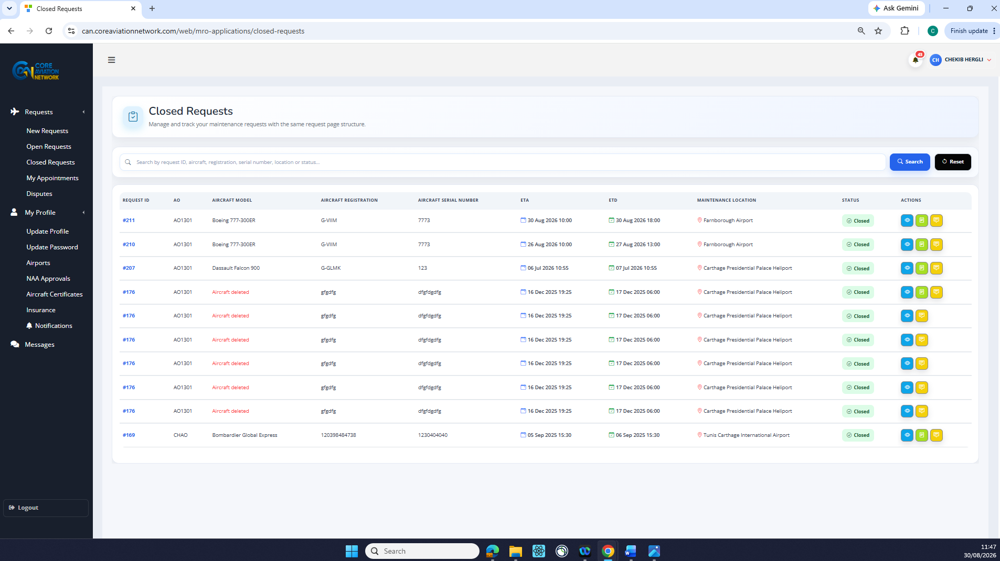 Closed Requests
Ask Gemini
can.coreaviationnetwork.com/web/mro-applications/closed-requests
C
Finish update
CORE
AVIATION
NETWORK
43
CH
CHEKIB HERGLI
Requests
New Requests
Open Requests
Closed Requests
My Appointments
Disputes
My Profile
Update Profile
Update Password
Airports
NAA Approvals
Aircraft Certificates
Insurance
Notifications
Messages
Logout
Closed Requests
Manage and track your maintenance requests with the same request page structure.
Search by request ID, aircraft, registration, serial number, location or status...
Search
Reset
REQUEST ID AO AIRCRAFT MODEL AIRCRAFT REGISTRATION AIRCRAFT SERIAL NUMBER ETA ETD MAINTENANCE LOCATION STATUS ACTIONS
#211 AO1301 Boeing 777-300ER G-VIIM 7773 30 Aug 2026 10:00 30 Aug 2026 18:00 Farnborough Airport Closed
#210 AO1301 Boeing 777-300ER G-VIIM 7773 26 Aug 2026 10:00 27 Aug 2026 13:00 Farnborough Airport Closed
#207 AO1301 Dassault Falcon 900 G-GLMK 123 06 Jul 2026 10:55 07 Jul 2026 10:55 Carthage Presidential Palace Heliport Closed
#176 AO1301 Aircraft deleted gfgdfg dfgfdgdfg 16 Dec 2025 19:25 17 Dec 2025 06:00 Carthage Presidential Palace Heliport Closed
#176 AO1301 Aircraft deleted gfgdfg dfgfdgdfg 16 Dec 2025 19:25 17 Dec 2025 06:00 Carthage Presidential Palace Heliport Closed
#176 AO1301 Aircraft deleted gfgdfg dfgfdgdfg 16 Dec 2025 19:25 17 Dec 2025 06:00 Carthage Presidential Palace Heliport Closed
#176 AO1301 Aircraft deleted gfgdfg dfgfdgdfg 16 Dec 2025 19:25 17 Dec 2025 06:00 Carthage Presidential Palace Heliport Closed
#176 AO1301 Aircraft deleted gfgdfg dfgfdgdfg 16 Dec 2025 19:25 17 Dec 2025 06:00 Carthage Presidential Palace Heliport Closed
#176 AO1301 Aircraft deleted gfgdfg dfgfdgdfg 16 Dec 2025 19:25 17 Dec 2025 06:00 Carthage Presidential Palace Heliport Closed
#169 CHAO Bombardier Global Express 120398484738 1230404040 05 Sep 2025 15:30 06 Sep 2025 15:30 Tunis Carthage International Airport Closed
Search
11:47
30/08/2026